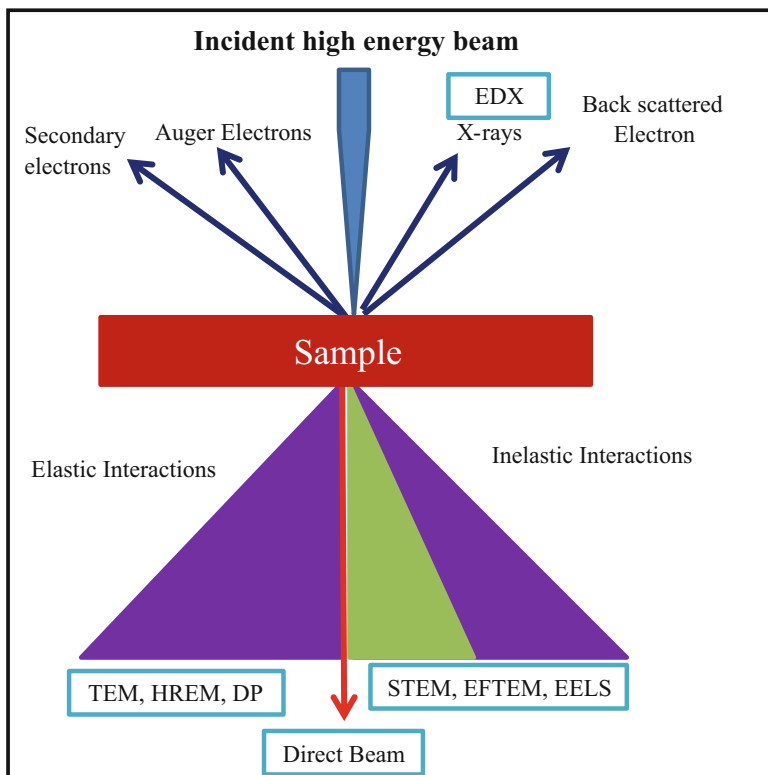 Incident high energy beam
EDX
Back scattered
Electron
Secondary
electrons
Auger Electrons
X-rays
Sample
Elastic Interactions
Inelastic Interactions
TEM, HREM, DP
STEM, EFTEM, EELS
Direct Beam